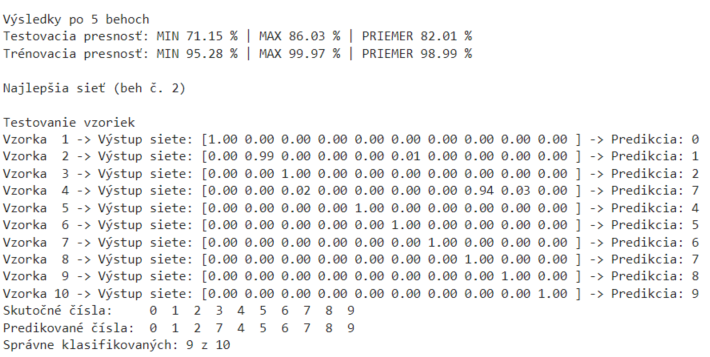 Výsledky po 5 behoch
Testovacia presnosť: MIN 71.15 % | MAX 86.03 % | PRIEMER 82.01 %
Trénovacia presnosť: MIN 95.28 % | MAX 99.97 % | PRIEMER 98.99 %
Najlepšia sieť (beh č. 2)
Testovanie vzoriek
Vzorka  1 -> Výstup siete: [1.00 0.00 0.00 0.00 0.00 0.00 0.00 0.00 0.00 0.00 ] -> Predikcia: 0
Vzorka  2 -> Výstup siete: [0.00 0.99 0.00 0.00 0.00 0.01 0.00 0.00 0.00 0.00 ] -> Predikcia: 1
Vzorka  3 -> Výstup siete: [0.00 0.00 1.00 0.00 0.00 0.00 0.00 0.00 0.00 0.00 ] -> Predikcia: 2
Vzorka  4 -> Výstup siete: [0.00 0.00 0.02 0.00 0.00 0.00 0.00 0.94 0.03 0.00 ] -> Predikcia: 7
Vzorka  5 -> Výstup siete: [0.00 0.00 0.00 0.00 1.00 0.00 0.00 0.00 0.00 0.00 ] -> Predikcia: 4
Vzorka  6 -> Výstup siete: [0.00 0.00 0.00 0.00 0.00 1.00 0.00 0.00 0.00 0.00 ] -> Predikcia: 5
Vzorka  7 -> Výstup siete: [0.00 0.00 0.00 0.00 0.00 0.00 1.00 0.00 0.00 0.00 ] -> Predikcia: 6
Vzorka  8 -> Výstup siete: [0.00 0.00 0.00 0.00 0.00 0.00 0.00 1.00 0.00 0.00 ] -> Predikcia: 7
Vzorka  9 -> Výstup siete: [0.00 0.00 0.00 0.00 0.00 0.00 0.00 0.00 1.00 0.00 ] -> Predikcia: 8
Vzorka 10 -> Výstup siete: [0.00 0.00 0.00 0.00 0.00 0.00 0.00 0.00 0.00 1.00 ] -> Predikcia: 9
Skutočné čísla:     0  1  2  3  4  5  6  7  8  9
Predikované čísla:  0  1  2  7  4  5  6  7  8  9
Správne klasifikovaných: 9 z 10